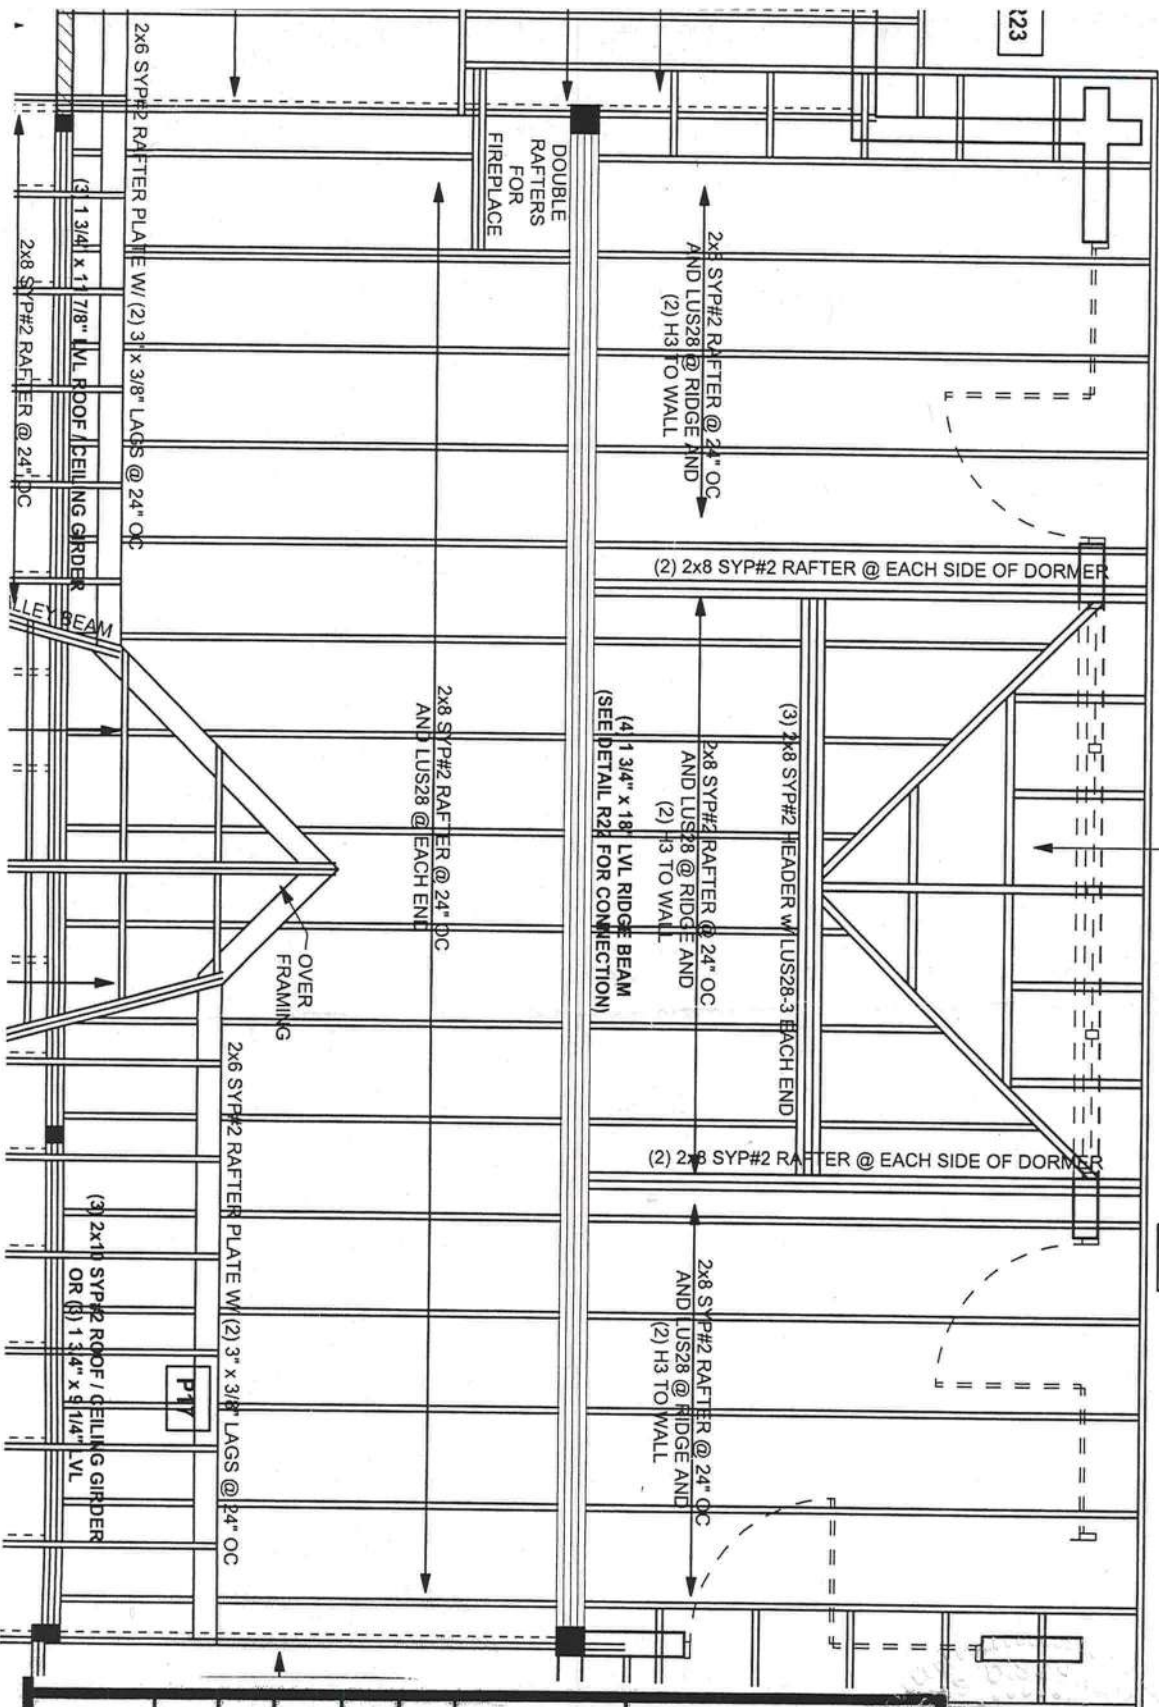 223
2x6 SYP#2 RAFTER PLATE W/ (2) 3" x 3/8" LAGS @ 24" OC
DOUBLE
RAFTERS
FOR
FIREPLACE
2x8 SYP#2 RAFTER @ 24" OC
AND LUS28 @ RIDGE AND
(2) H3 TO WALL
(3) 1 3/4" x 11 7/8" LVL ROOF / CEILING GIRDER
2x8 SYP#2 RAFTER @ 24" OC
(2) 2x8 SYP#2 RAFTER @ EACH SIDE OF DORMER
LLEY BEAM
2x8 SYP#2 RAFTER @ 24" OC
AND LUS28 @ EACH END
(4) 1 3/4" x 18" LVL RIDGE BEAM
(SEE DETAIL R22 FOR CONNECTION)
2x8 SYP#2 RAFTER @ 24" OC
AND LUS28 @ RIDGE AND
(2) H3 TO WALL
(3) 2x8 SYP#2 HEADER w/ LUS28-3 EACH END
OVER
FRAMING
(2) 2x8 SYP#2 RAFTER @ EACH SIDE OF DORMER
2x6 SYP#2 RAFTER PLATE W/ (2) 3" x 3/8" LAGS @ 24" OC
(3) 2x10 SYP#2 ROOF / CEILING GIRDER
OR (3) 1 3/4" x 9 1/4" LVL
2x8 SYP#2 RAFTER @ 24" OC
AND LUS28 @ RIDGE AND
(2) H3 TO WALL